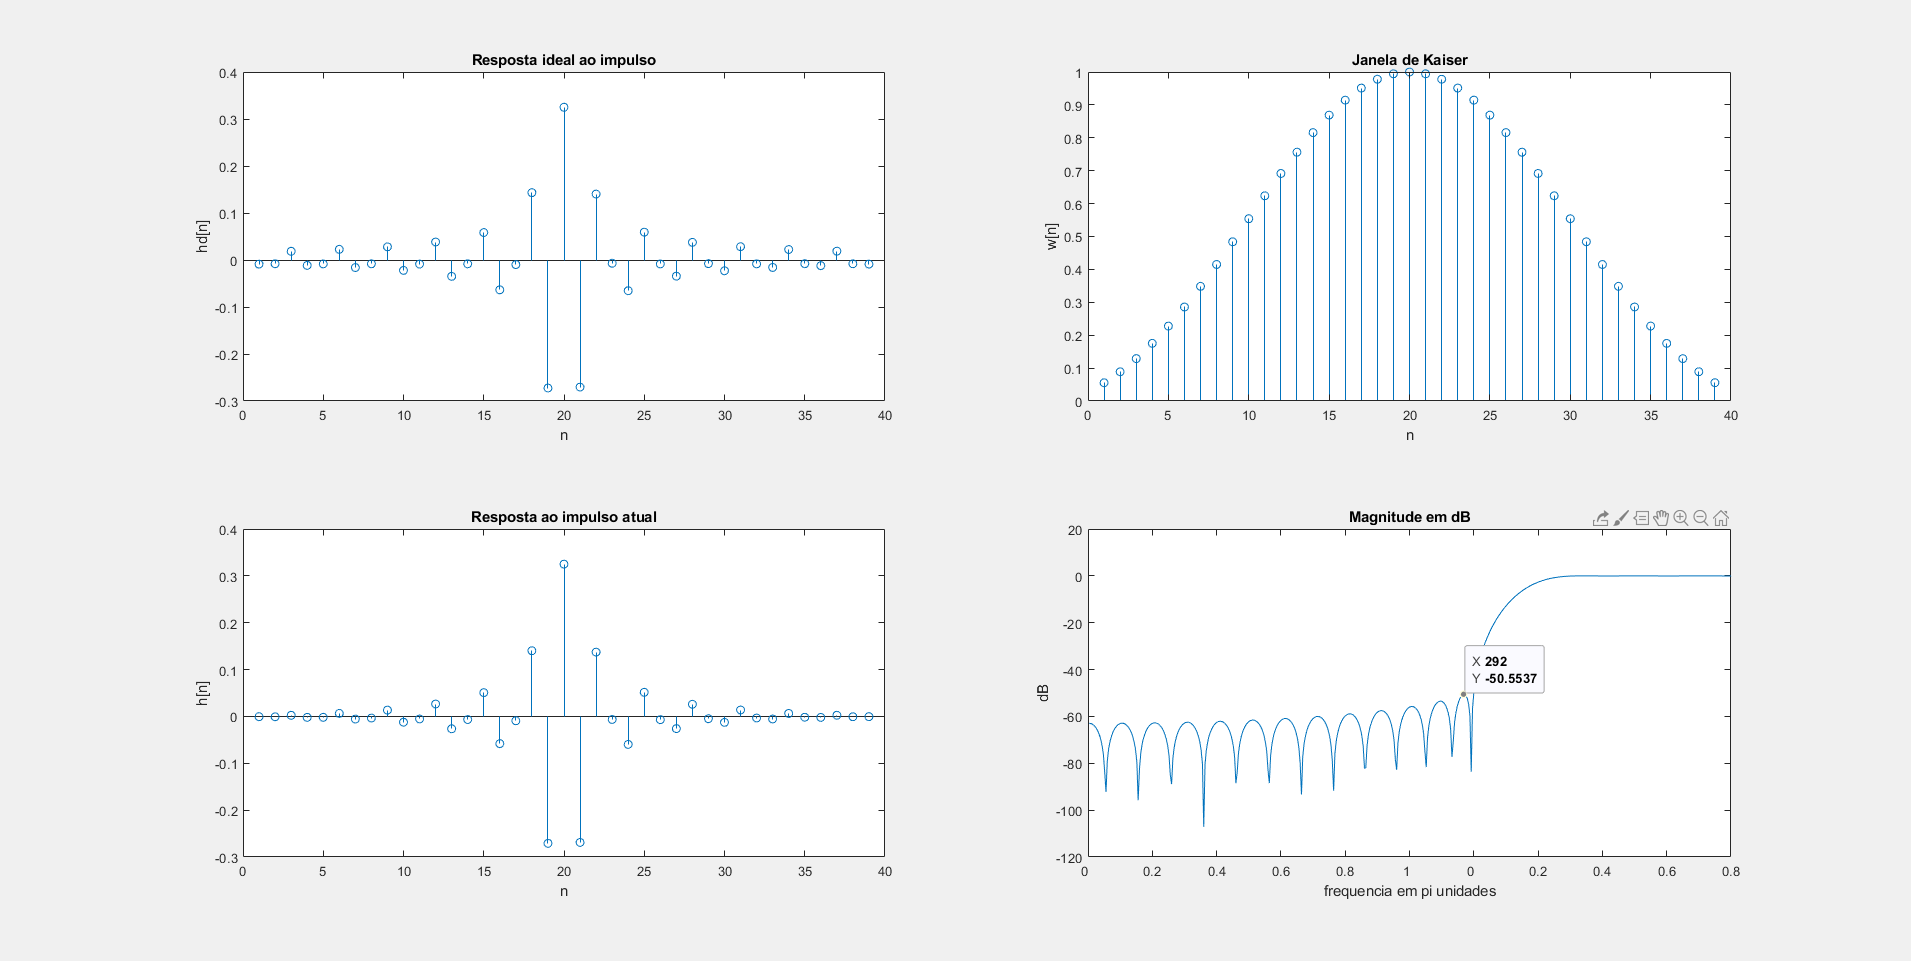 Resposta ideal ao impulso
0.4
0.3
0.2
0.1
0
-0.1
-0.2
-0.3
hd[n]
0 5 10 15 20 25 30 35 40
n
Janela de Kaiser
1
0.9
0.8
0.7
0.6
0.5
0.4
0.3
0.2
0.1
0
w[n]
0 5 10 15 20 25 30 35 40
n
Resposta ao impulso atual
0.4
0.3
0.2
0.1
0
-0.1
-0.2
-0.3
h[n]
0 5 10 15 20 25 30 35 40
n
Magnitude em dB
20
0
-20
-40
-60
-80
-100
-120
dB
X 292
Y -50.5537
0 0.2 0.4 0.6 0.8 1 0 0.2 0.4 0.6 0.8
frequencia em pi unidades